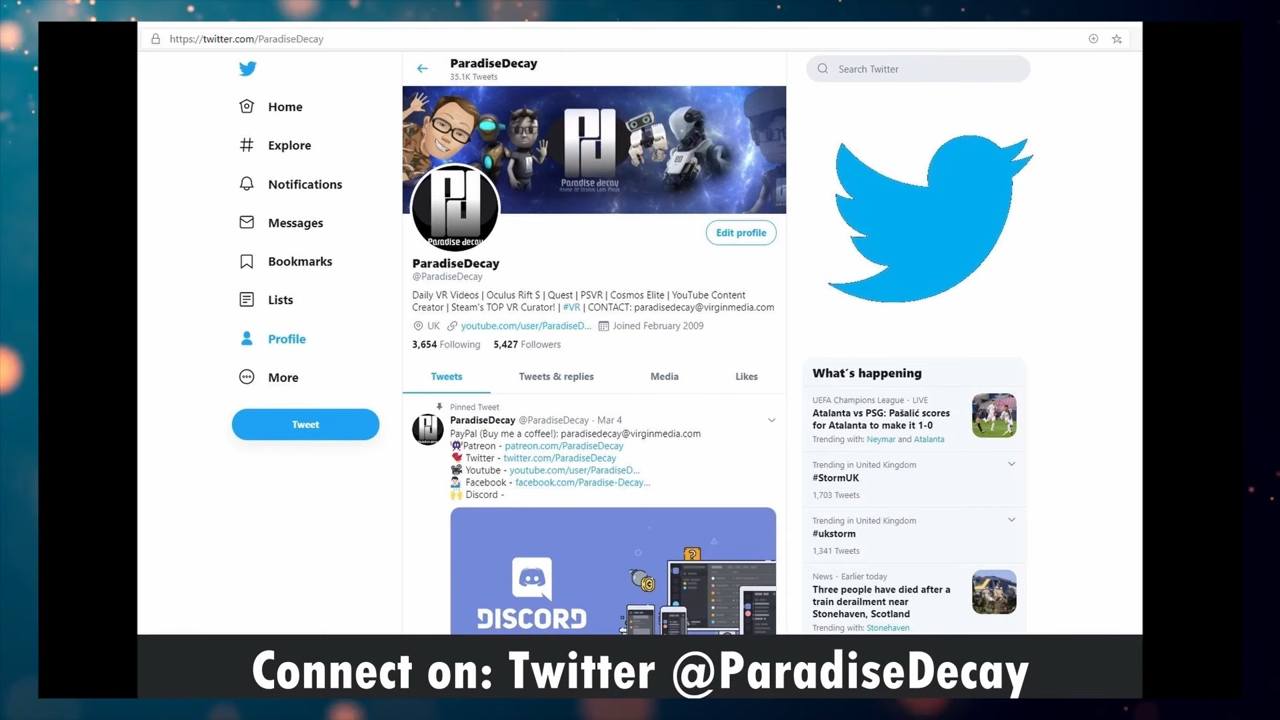 https://twitter.com/ParadiseDecay
Home
Explore
Notifications
Messages
Bookmarks
Lists
Profile
More
Tweet
ParadiseDecay
35.1K Tweets
PD
Paradise decay
PD
Paradise decay
Edit profile
ParadiseDecay
@ParadiseDecay
Daily VR Videos | Oculus Rift S | Quest | PSVR | Cosmos Elite | YouTube Content
Creator | Steam's TOP VR Curator! | #VR | CONTACT: paradisedecay@virginmedia.com
UK youtube.com/user/ParadiseD... Joined February 2009
3,654 Following 5,427 Followers
Tweets Tweets & replies Media Likes
Pinned Tweet
ParadiseDecay @ParadiseDecay · Mar 4
PayPal (Buy me a coffee!): paradisedecay@virginmedia.com
Patreon - patreon.com/ParadiseDecay
Twitter - twitter.com/ParadiseDecay
Youtube - youtube.com/user/ParadiseD...
Facebook - facebook.com/Paradise-Decay...
Discord -
DISCORD
Search Twitter
What's happening
UEFA Champions League · LIVE
Atalanta vs PSG: Pašalić scores
for Atalanta to make it 1-0
Trending with: Neymar and Atalanta
Trending in United Kingdom
#StormUK
1,703 Tweets
Trending in United Kingdom
#ukstorm
1,341 Tweets
News · Earlier today
Three people have died after a
train derailment near
Stonehaven, Scotland
Trending with: Stonehaven
Connect on: Twitter @ParadiseDecay